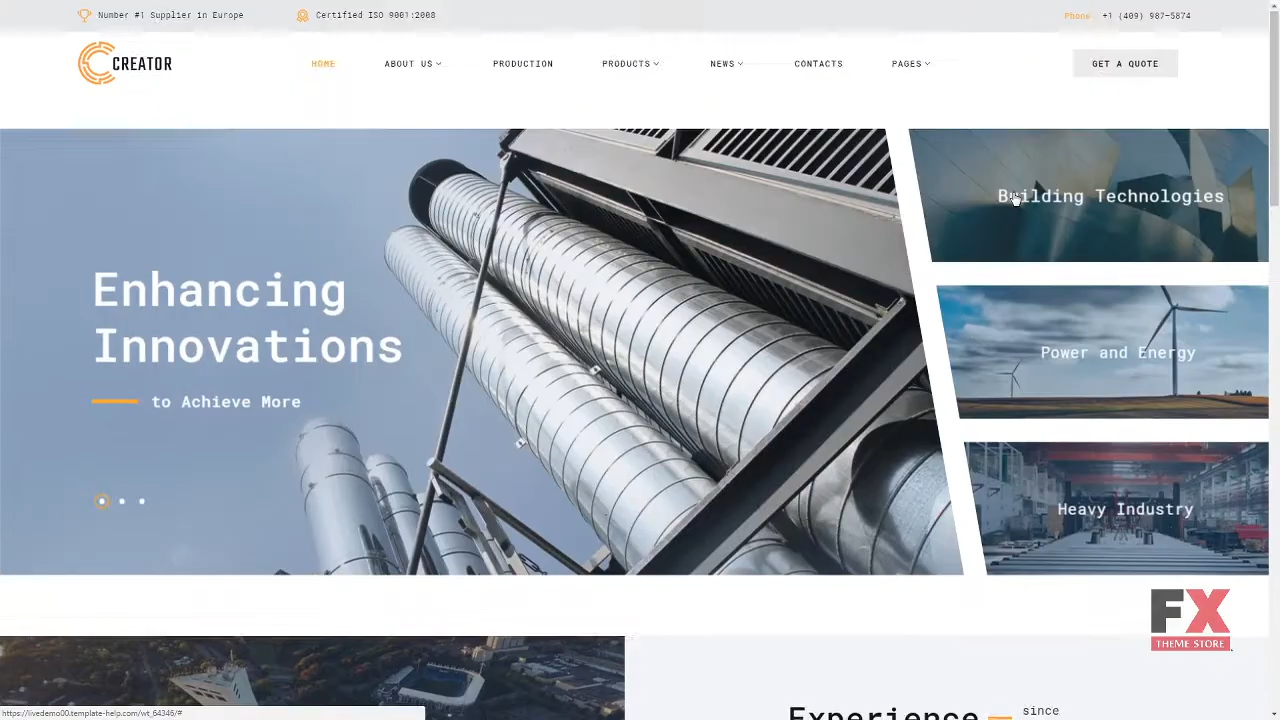 Number #1 Supplier in Europe
Certified ISO 9001:2008
Phone +1 (409) 987-5874
CREATOR
HOME
ABOUT US
PRODUCTION
PRODUCTS
NEWS
CONTACTS
PAGES
GET A QUOTE
Enhancing
Innovations
to Achieve More
Building Technologies
Power and Energy
Heavy Industry
FX
THEME STORE
Experience
since
https://livedemo00.template-help.com/wt_64346/#